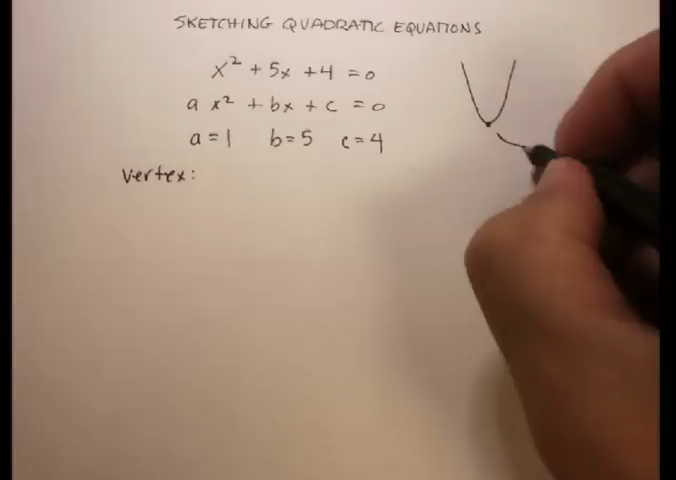 SKETCHING QUADRATIC EQUATIONS
x² + 5x + 4 = 0
a x² + bx + c = 0
a = 1 b = 5 c = 4
Vertex: